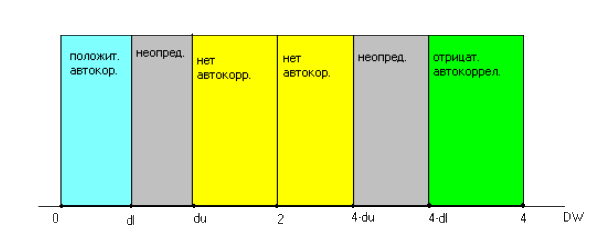 положит.
автокор.
неопред.
нет
автокорр.
нет
автокор.
неопред.
отрицат.
автокоррел.
0 dl du 2 4-du 4-dl 4 DW